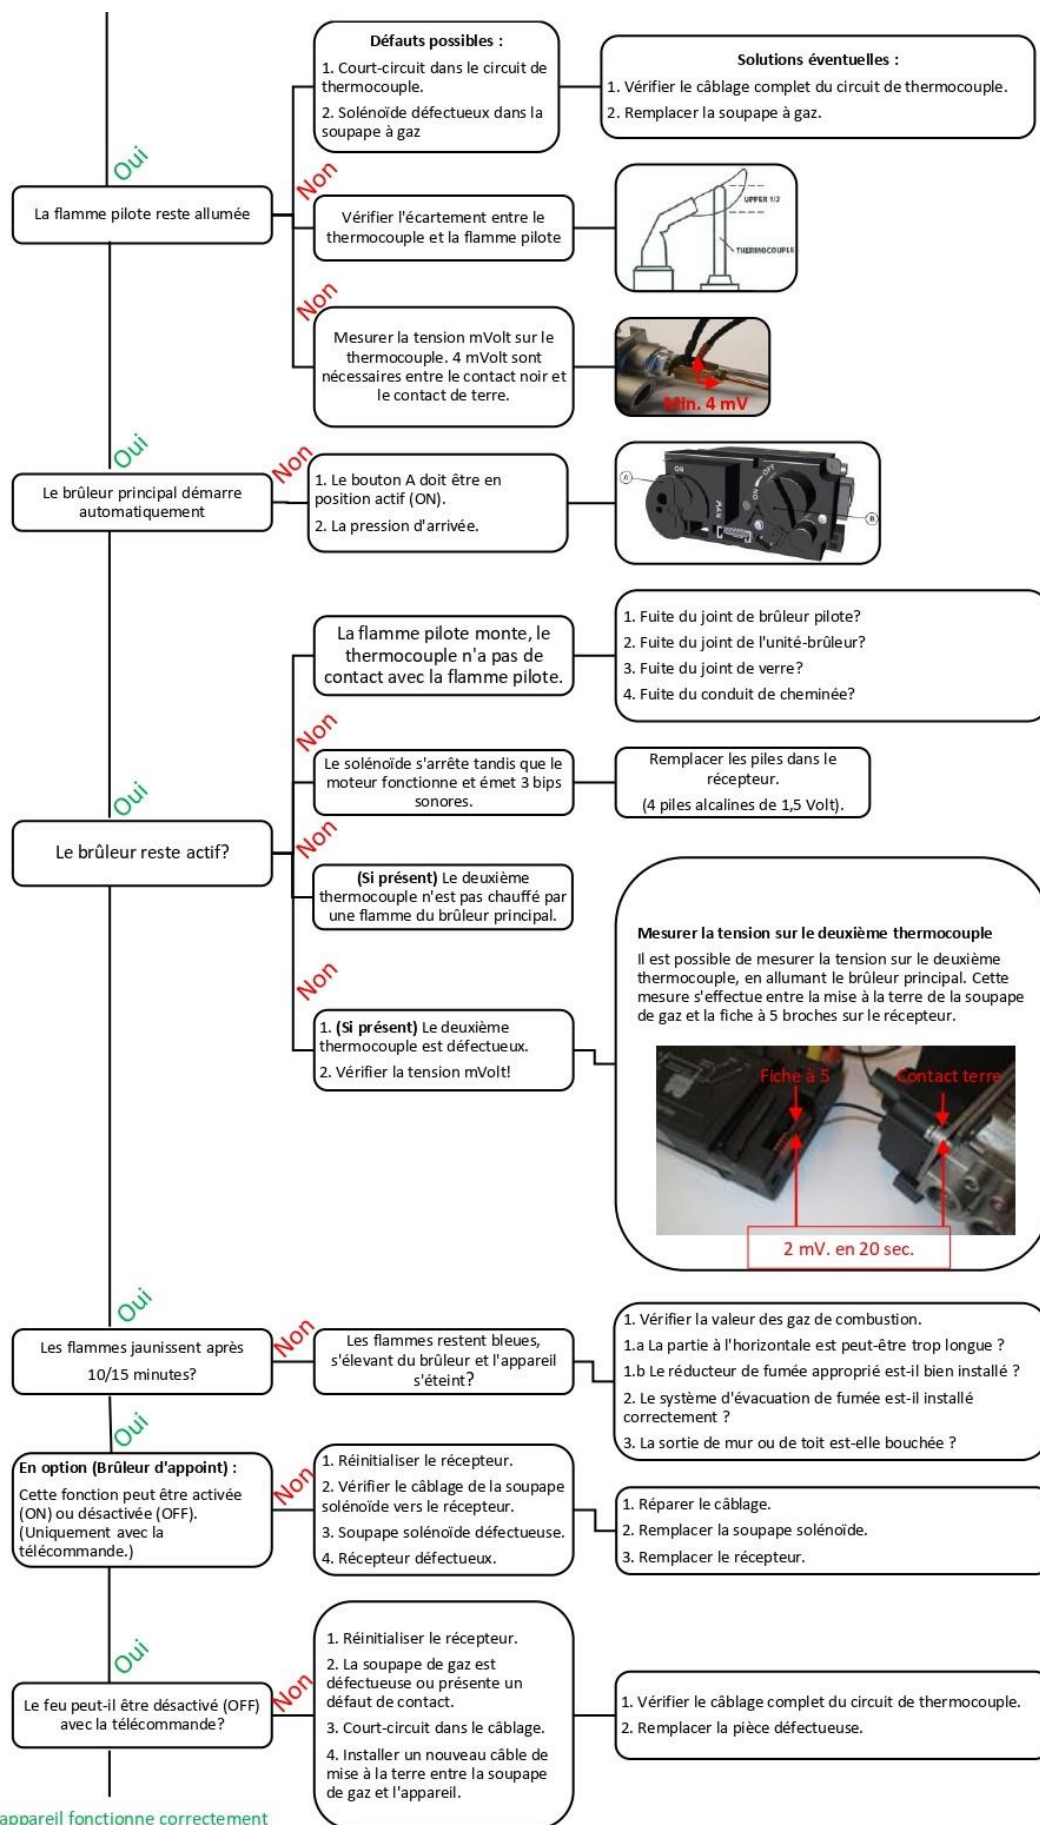 Défauts possibles :
1. Court-circuit dans le circuit de
thermocouple.
2. Solénoïde défectueux dans la
soupape à gaz
Solutions éventuelles :
1. Vérifier le câblage complet du circuit de thermocouple.
2. Remplacer la soupape à gaz.
Oui
Non
La flamme pilote reste allumée
Vérifier l'écartement entre le
thermocouple et la flamme pilote
UPPER 1/2
THERMOCOUPLE
Non
Mesurer la tension mVolt sur le
thermocouple. 4 mVolt sont
nécessaires entre le contact noir et
le contact de terre.
Min. 4 mV
Oui
Non
Le brûleur principal démarre
automatiquement
1. Le bouton A doit être en
position actif (ON).
2. La pression d'arrivée.
ON
OFF
ON
MAN
A
B
La flamme pilote monte, le
thermocouple n'a pas de
contact avec la flamme pilote.
1. Fuite du joint de brûleur pilote?
2. Fuite du joint de l'unité-brûleur?
3. Fuite du joint de verre?
4. Fuite du conduit de cheminée?
Non
Le solénoïde s'arrête tandis que le
moteur fonctionne et émet 3 bips
sonores.
Remplacer les piles dans le
récepteur.
(4 piles alcalines de 1,5 Volt).
Oui
Non
Le brûleur reste actif?
(Si présent) Le deuxième
thermocouple n'est pas chauffé par
une flamme du brûleur principal.
Non
1. (Si présent) Le deuxième
thermocouple est défectueux.
2. Vérifier la tension mVolt!
Mesurer la tension sur le deuxième thermocouple
Il est possible de mesurer la tension sur le deuxième
thermocouple, en allumant le brûleur principal. Cette
mesure s'effectue entre la mise à la terre de la soupape
de gaz et la fiche à 5 broches sur le récepteur.
Fiche à 5
Contact terre
2 mV. en 20 sec.
Oui
Non
Les flammes jaunissent après
10/15 minutes?
Les flammes restent bleues,
s'élevant du brûleur et l'appareil
s'éteint?
1. Vérifier la valeur des gaz de combustion.
1.a La partie à l'horizontale est peut-être trop longue ?
1.b Le réducteur de fumée approprié est-il bien installé ?
2. Le système d'évacuation de fumée est-il installé
correctement ?
3. La sortie de mur ou de toit est-elle bouchée ?
Oui
Non
En option (Brûleur d'appoint) :
Cette fonction peut être activée
(ON) ou désactivée (OFF).
(Uniquement avec la
télécommande.)
1. Réinitialiser le récepteur.
2. Vérifier le câblage de la soupape
solénoïde vers le récepteur.
3. Soupape solénoïde défectueuse.
4. Récepteur défectueux.
1. Réparer le câblage.
2. Remplacer la soupape solénoïde.
3. Remplacer le récepteur.
Oui
Non
Le feu peut-il être désactivé (OFF)
avec la télécommande?
1. Réinitialiser le récepteur.
2. La soupape de gaz est
défectueuse ou présente un
défaut de contact.
3. Court-circuit dans le câblage.
4. Installer un nouveau câble de
mise à la terre entre la soupape
de gaz et l'appareil.
1. Vérifier le câblage complet du circuit de thermocouple.
2. Remplacer la pièce défectueuse.
appareil fonctionne correctement